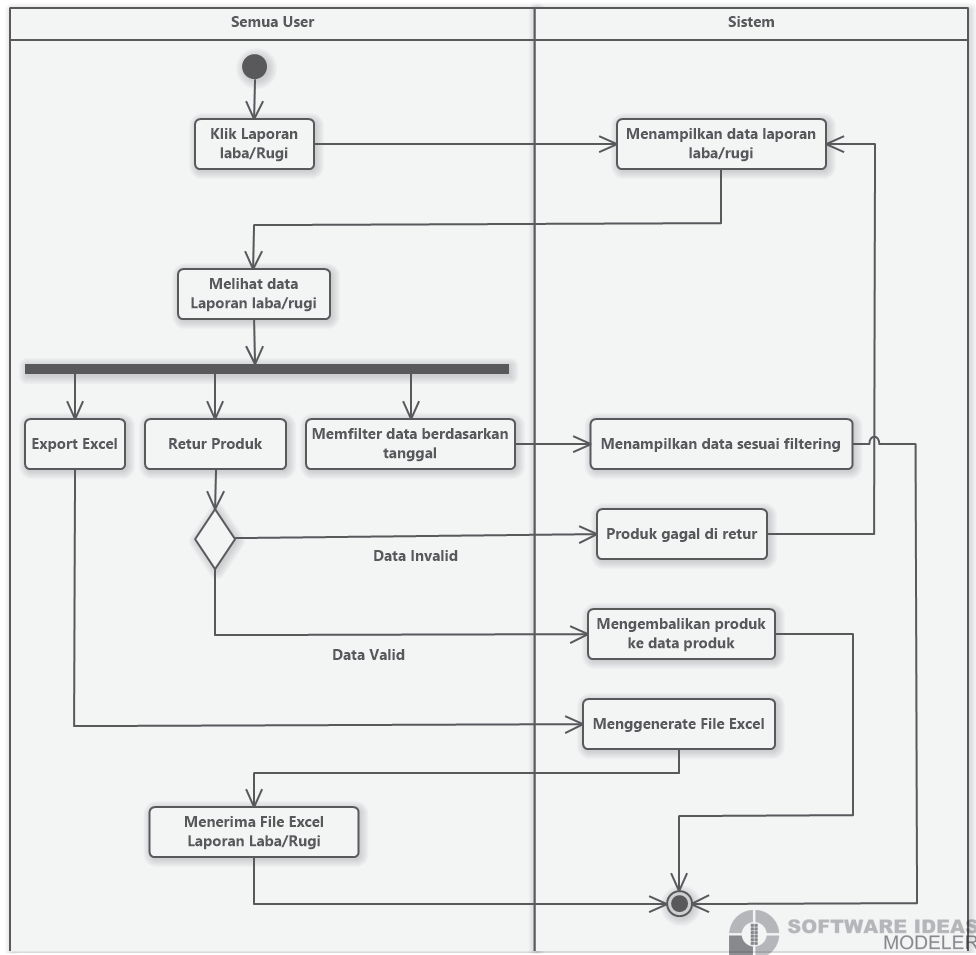 Semua User
Sistem
Klik Laporan
laba/Rugi
Menampilkan data laporan
laba/rugi
Melihat data
Laporan laba/rugi
Export Excel
Retur Produk
Memfilter data berdasarkan
tanggal
Menampilkan data sesuai filtering
Data Invalid
Produk gagal di retur
Data Valid
Mengembalikan produk
ke data produk
Menggenerate File Excel
Menerima File Excel
Laporan Laba/Rugi
SOFTWARE IDEAS
MODELER